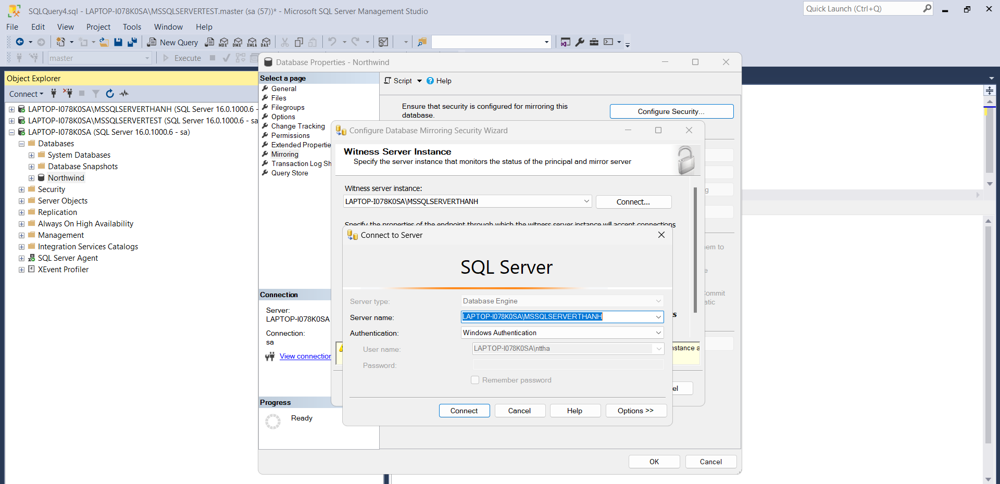 SQLQuery4.sql - LAPTOP-I078K0SA\MSSQLSERVERTEST.master (sa (57))* - Microsoft SQL Server Management Studio
Quick Launch (Ctrl+Q)
File Edit View Project Tools Window Help
New Query MDX DMX XMLA DAX
master Execute
Object Explorer
Connect
LAPTOP-I078K0SA\MSSQLSERVERTHANH (SQL Server 16.0.1000.6 -
LAPTOP-I078K0SA\MSSQLSERVERTEST (SQL Server 16.0.1000.6 - sa
LAPTOP-I078K0SA (SQL Server 16.0.1000.6 - sa)
Databases
System Databases
Database Snapshots
Northwind
Security
Server Objects
Replication
Always On High Availability
Management
Integration Services Catalogs
SQL Server Agent
XEvent Profiler
Database Properties - Northwind
Select a page
General
Files
Filegroups
Options
Change Tracking
Permissions
Extended Propertie
Mirroring
Transaction Log Sh
Query Store
Connection
Server:
LAPTOP-I078K0SA
Connection:
sa
View connection
Progress
Ready
Script Help
Ensure that security is configured for mirroring this
database.
Configure Security...
Configure Database Mirroring Security Wizard
Witness Server Instance
Specify the server instance that monitors the status of the principal and mirror server
Witness server instance:
LAPTOP-I078K0SA\MSSQLSERVERTHANH Connect...
Specify the properties of the endpoint through which the witness server instance will accept connections
Connect to Server
SQL Server
Server type: Database Engine
Server name: LAPTOP-I078K0SA\MSSQLSERVERTHANH
Authentication: Windows Authentication
User name: LAPTOP-I078K0SA\nttha
Password:
Remember password
Connect Cancel Help Options >>
g
em to
e
Commit
atic
s
nstance a
el
OK Cancel